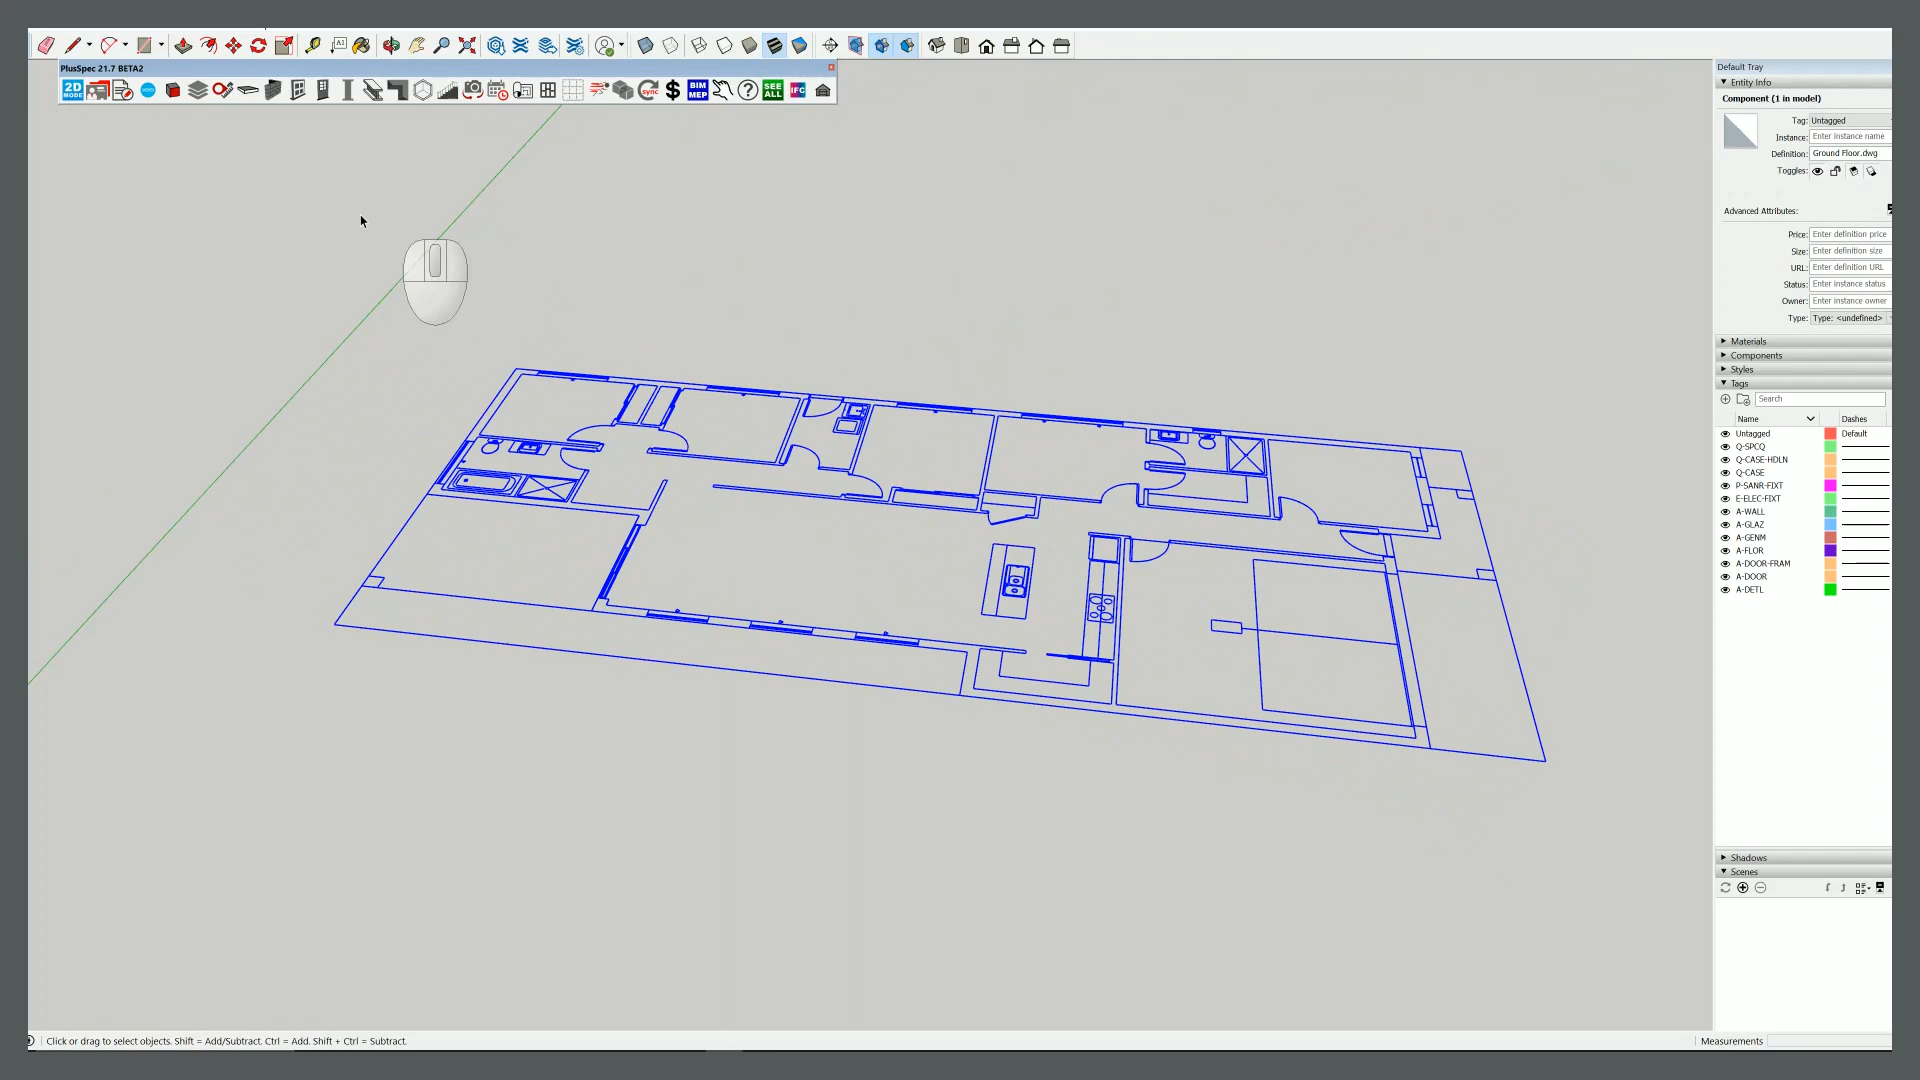 A1
PlusSpec 21.7 BETA2
2D MODE
sync
$
BIM MEP
?
SEE ALL
IFC
Default Tray
Entity Info
Component (1 in model)
Tag: Untagged
Instance: Enter instance name
Definition: Ground Floor.dwg
Toggles:
Advanced Attributes:
Price: Enter definition price
Size: Enter definition size
URL: Enter definition URL
Status: Enter instance status
Owner: Enter instance owner
Type: Type: <undefined>
Materials
Components
Styles
Tags
Search
Name Dashes
Untagged Default
Q-SPCQ
Q-CASE-HDLN
Q-CASE
P-SANR-FIXT
E-ELEC-FIXT
A-WALL
A-GLAZ
A-GENM
A-FLOR
A-DOOR-FRAM
A-DOOR
A-DETL
Shadows
Scenes
Click or drag to select objects. Shift = Add/Subtract. Ctrl = Add. Shift + Ctrl = Subtract.
Measurements